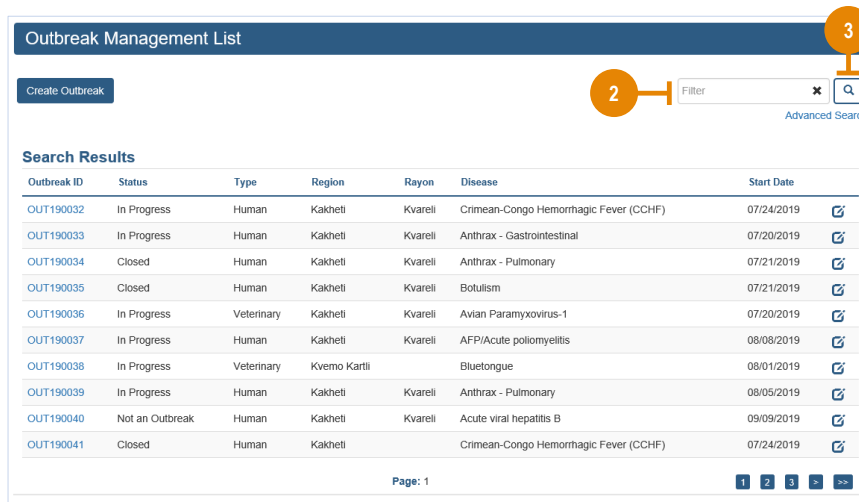 3
Outbreak Management List
Create Outbreak
2
Filter
Advanced Sear
Search Results
Outbreak ID Status Type Region Rayon Disease Start Date
OUT190032 In Progress Human Kakheti Kvareli Crimean-Congo Hemorrhagic Fever (CCHF) 07/24/2019
OUT190033 In Progress Human Kakheti Kvareli Anthrax - Gastrointestinal 07/20/2019
OUT190034 Closed Human Kakheti Kvareli Anthrax - Pulmonary 07/21/2019
OUT190035 Closed Human Kakheti Kvareli Botulism 07/21/2019
OUT190036 In Progress Veterinary Kakheti Kvareli Avian Paramyxovirus-1 07/20/2019
OUT190037 In Progress Human Kakheti Kvareli AFP/Acute poliomyelitis 08/08/2019
OUT190038 In Progress Veterinary Kvemo Kartli Bluetongue 08/01/2019
OUT190039 In Progress Human Kakheti Kvareli Anthrax - Pulmonary 08/05/2019
OUT190040 Not an Outbreak Human Kakheti Kvareli Acute viral hepatitis B 09/09/2019
OUT190041 Closed Human Kakheti Crimean-Congo Hemorrhagic Fever (CCHF) 07/24/2019
Page: 1 1 2 3 > >>